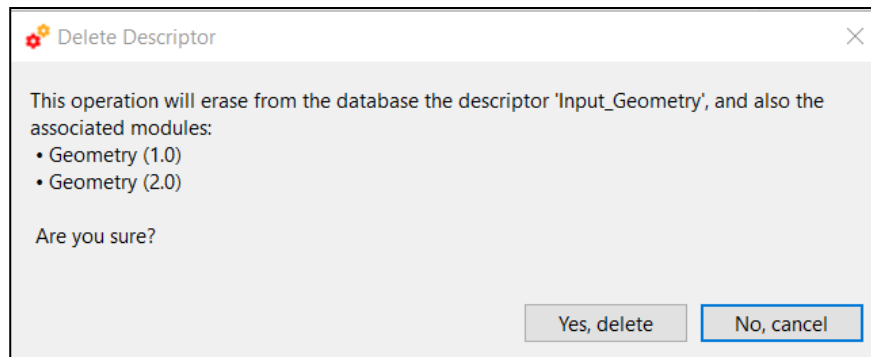 Delete Descriptor
This operation will erase from the database the descriptor 'Input_Geometry', and also the
associated modules:
• Geometry (1.0)
• Geometry (2.0)
Are you sure?
Yes, delete
No, cancel